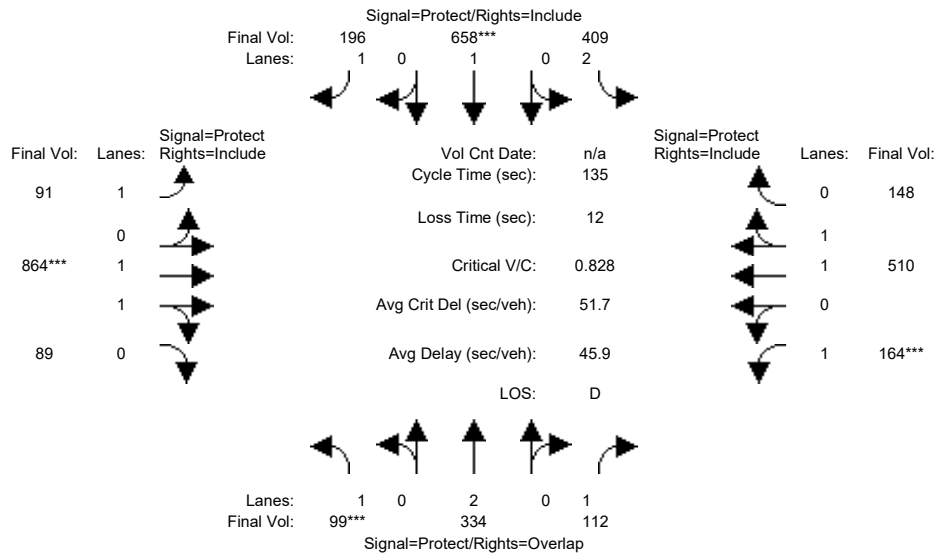 Signal=Protect/Rights=Include
Final Vol: 196 658*** 409
Lanes: 1 0 1 0 2
Signal=Protect Signal=Protect
Final Vol: Lanes: Rights=Include Vol Cnt Date: n/a Rights=Include Lanes: Final Vol:
Cycle Time (sec): 135
91 1 0 148
Loss Time (sec): 12
0 1
864*** 1 Critical V/C: 0.828 1 510
1 Avg Crit Del (sec/veh): 51.7 0
89 0 Avg Delay (sec/veh): 45.9 1 164***
LOS: D
Lanes: 1 0 2 0 1
Final Vol: 99*** 334 112
Signal=Protect/Rights=Overlap